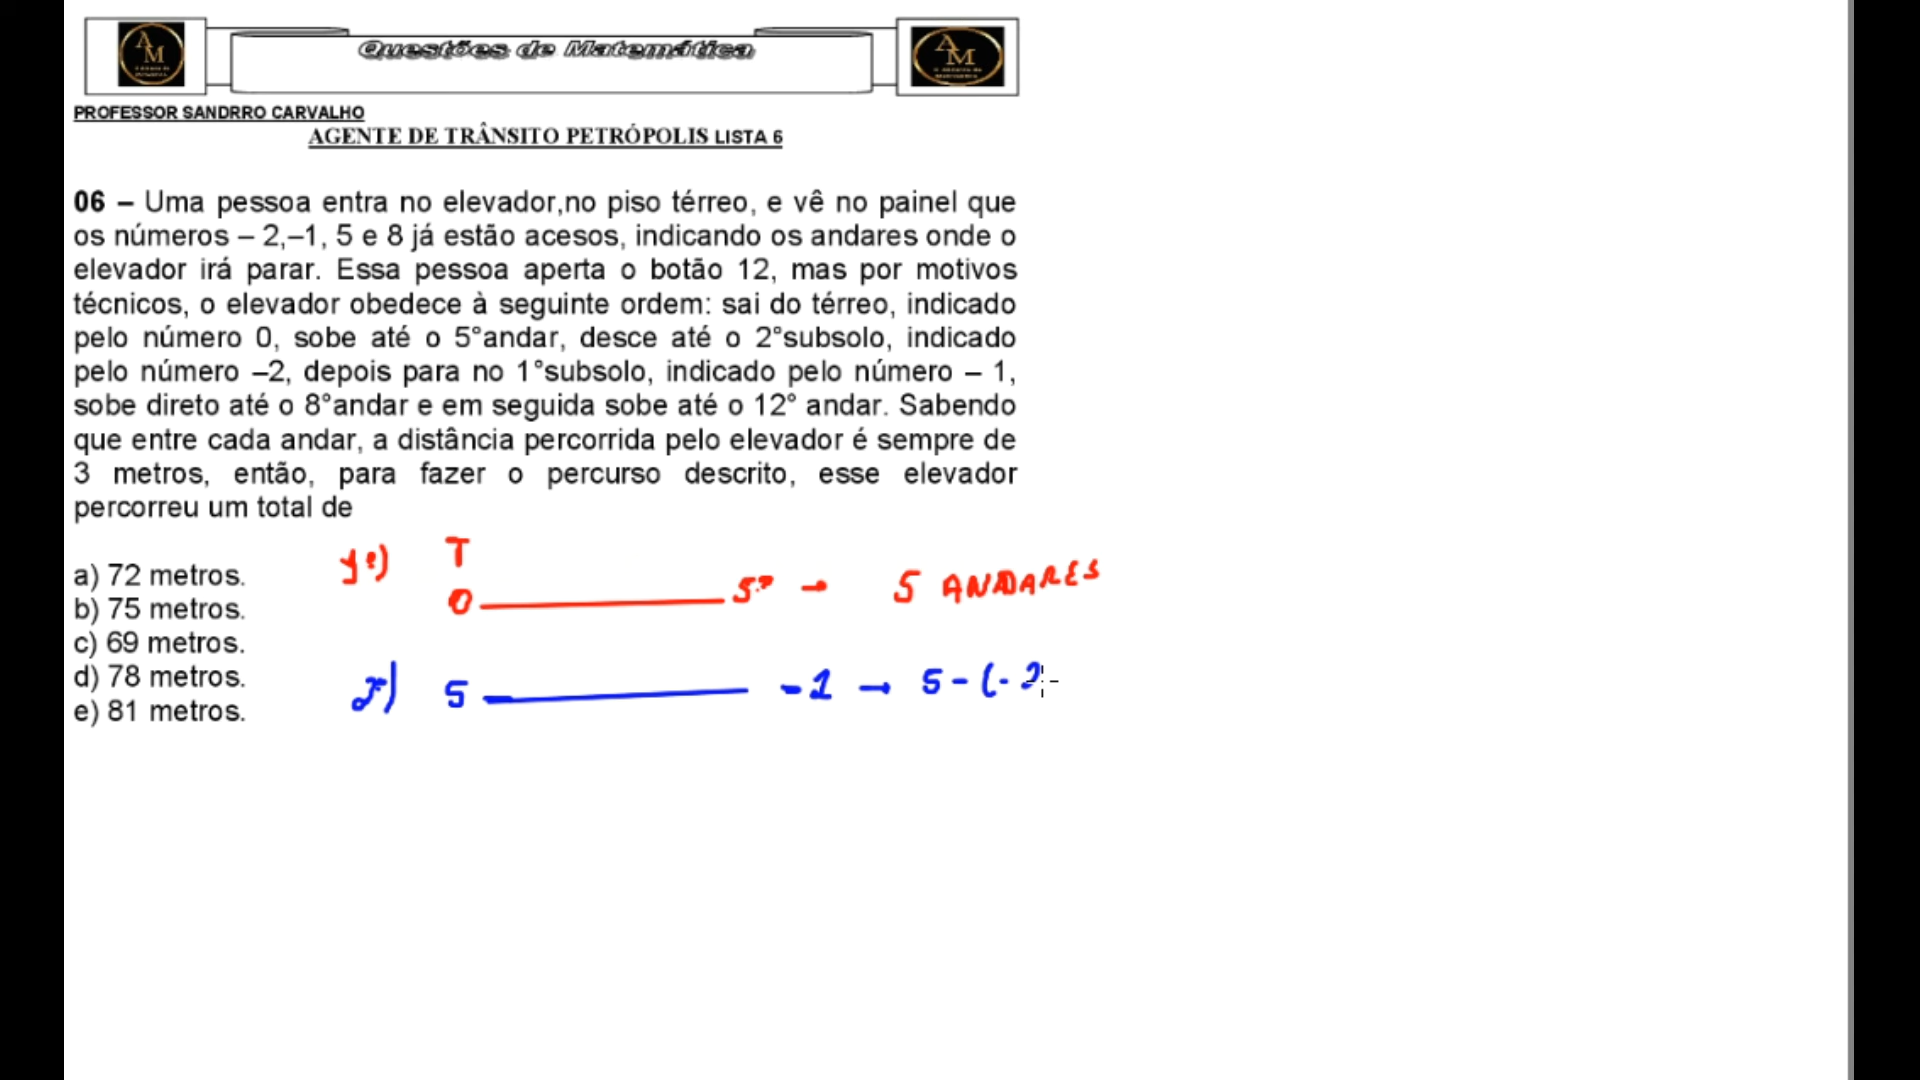 AM
Questões de Matemática
AM
PROFESSOR SANDRRO CARVALHO
AGENTE DE TRÂNSITO PETRÓPOLIS LISTA 6
06 – Uma pessoa entra no elevador,no piso térreo, e vê no painel que
os números – 2,–1, 5 e 8 já estão acesos, indicando os andares onde o
elevador irá parar. Essa pessoa aperta o botão 12, mas por motivos
técnicos, o elevador obedece à seguinte ordem: sai do térreo, indicado
pelo número 0, sobe até o 5°andar, desce até o 2°subsolo, indicado
pelo número –2, depois para no 1°subsolo, indicado pelo número – 1,
sobe direto até o 8°andar e em seguida sobe até o 12° andar. Sabendo
que entre cada andar, a distância percorrida pelo elevador é sempre de
3 metros, então, para fazer o percurso descrito, esse elevador
percorreu um total de
a) 72 metros.
b) 75 metros.
c) 69 metros.
d) 78 metros.
e) 81 metros.
1º) T
0 5º → 5 ANDARES
2º) 5 -2 → 5 - (- 2